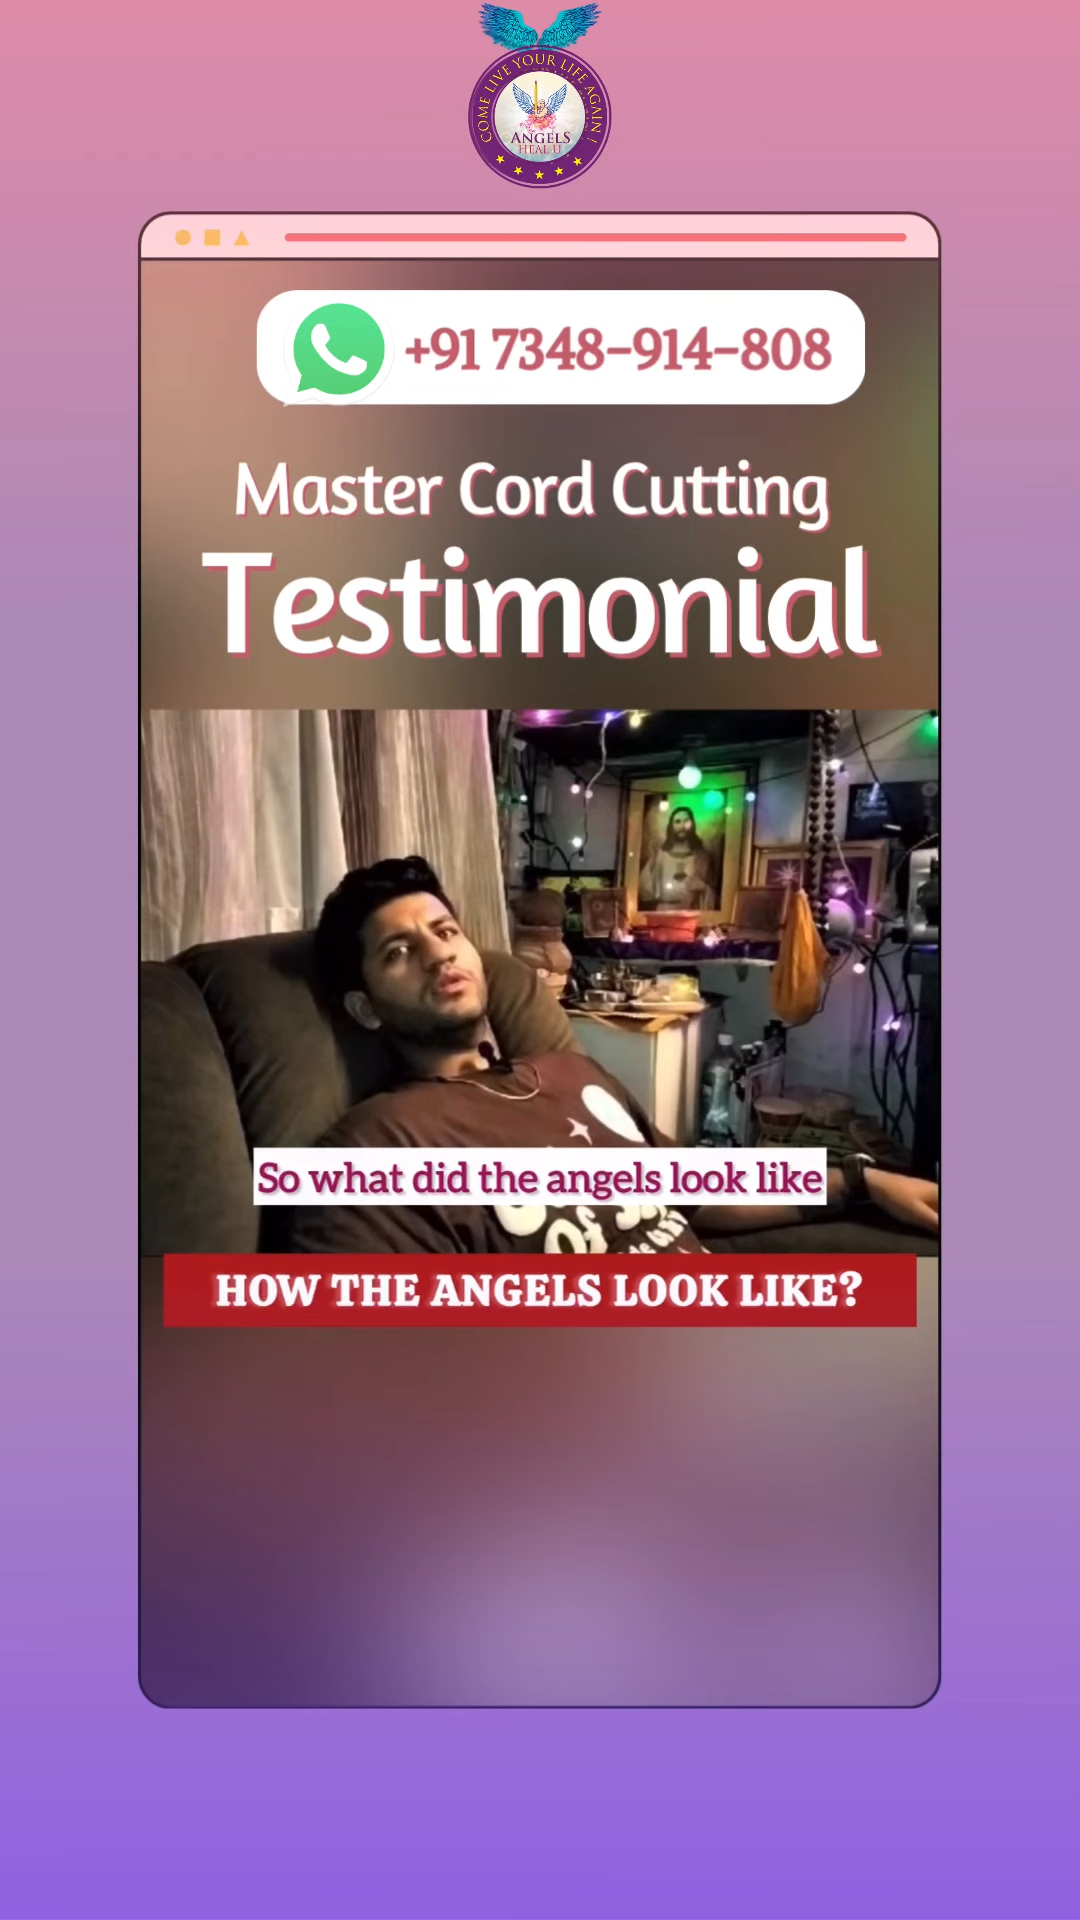 COME LIVE YOUR LIFE AGAIN !
ANGELS
HEAL U
+91 7348-914-808
Master Cord Cutting
Testimonial
So what did the angels look like
Of
HOW THE ANGELS LOOK LIKE?